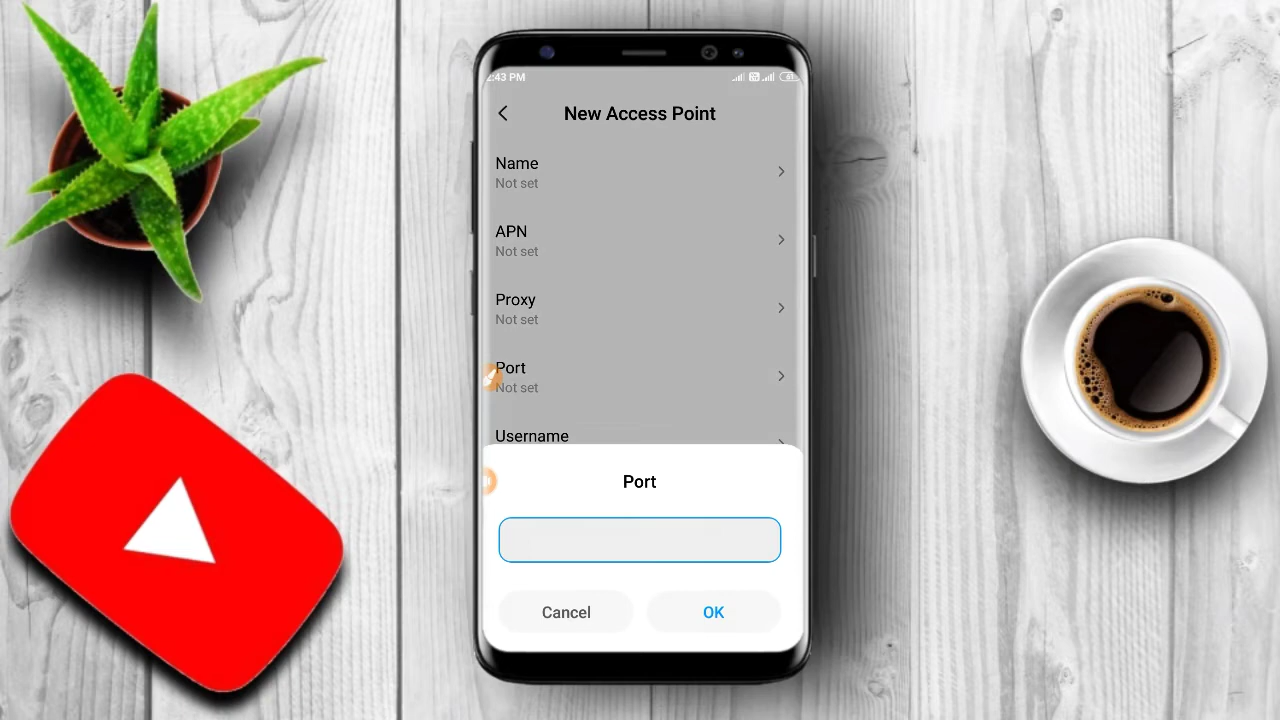 :43 PM
New Access Point
Name
Not set
APN
Not set
Proxy
Not set
Port
Not set
Username
Port
Cancel
OK